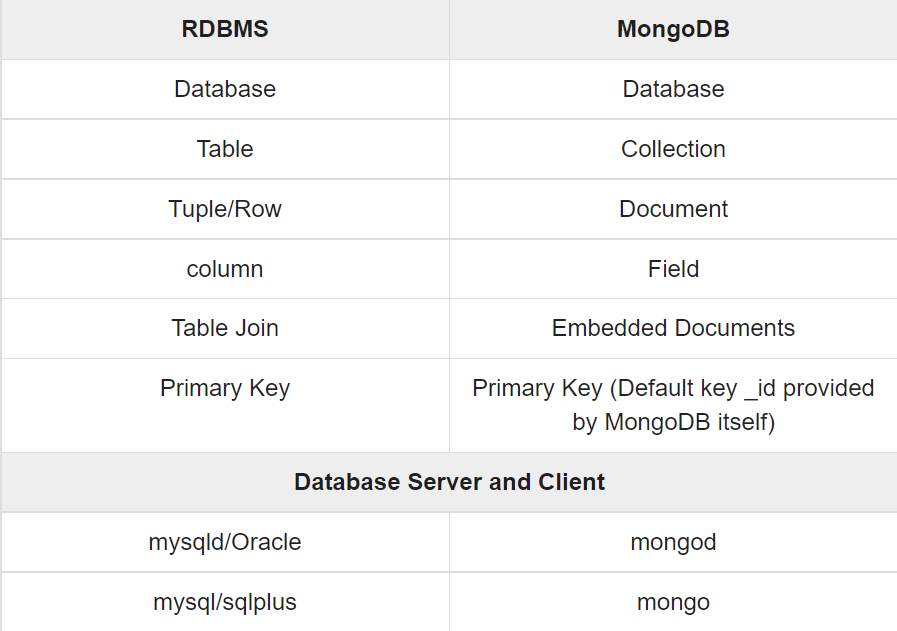 RDBMS MongoDB
Database Database
Table Collection
Tuple/Row Document
column Field
Table Join Embedded Documents
Primary Key Primary Key (Default key _id provided
by MongoDB itself)
Database Server and Client
mysqld/Oracle mongod
mysql/sqlplus mongo